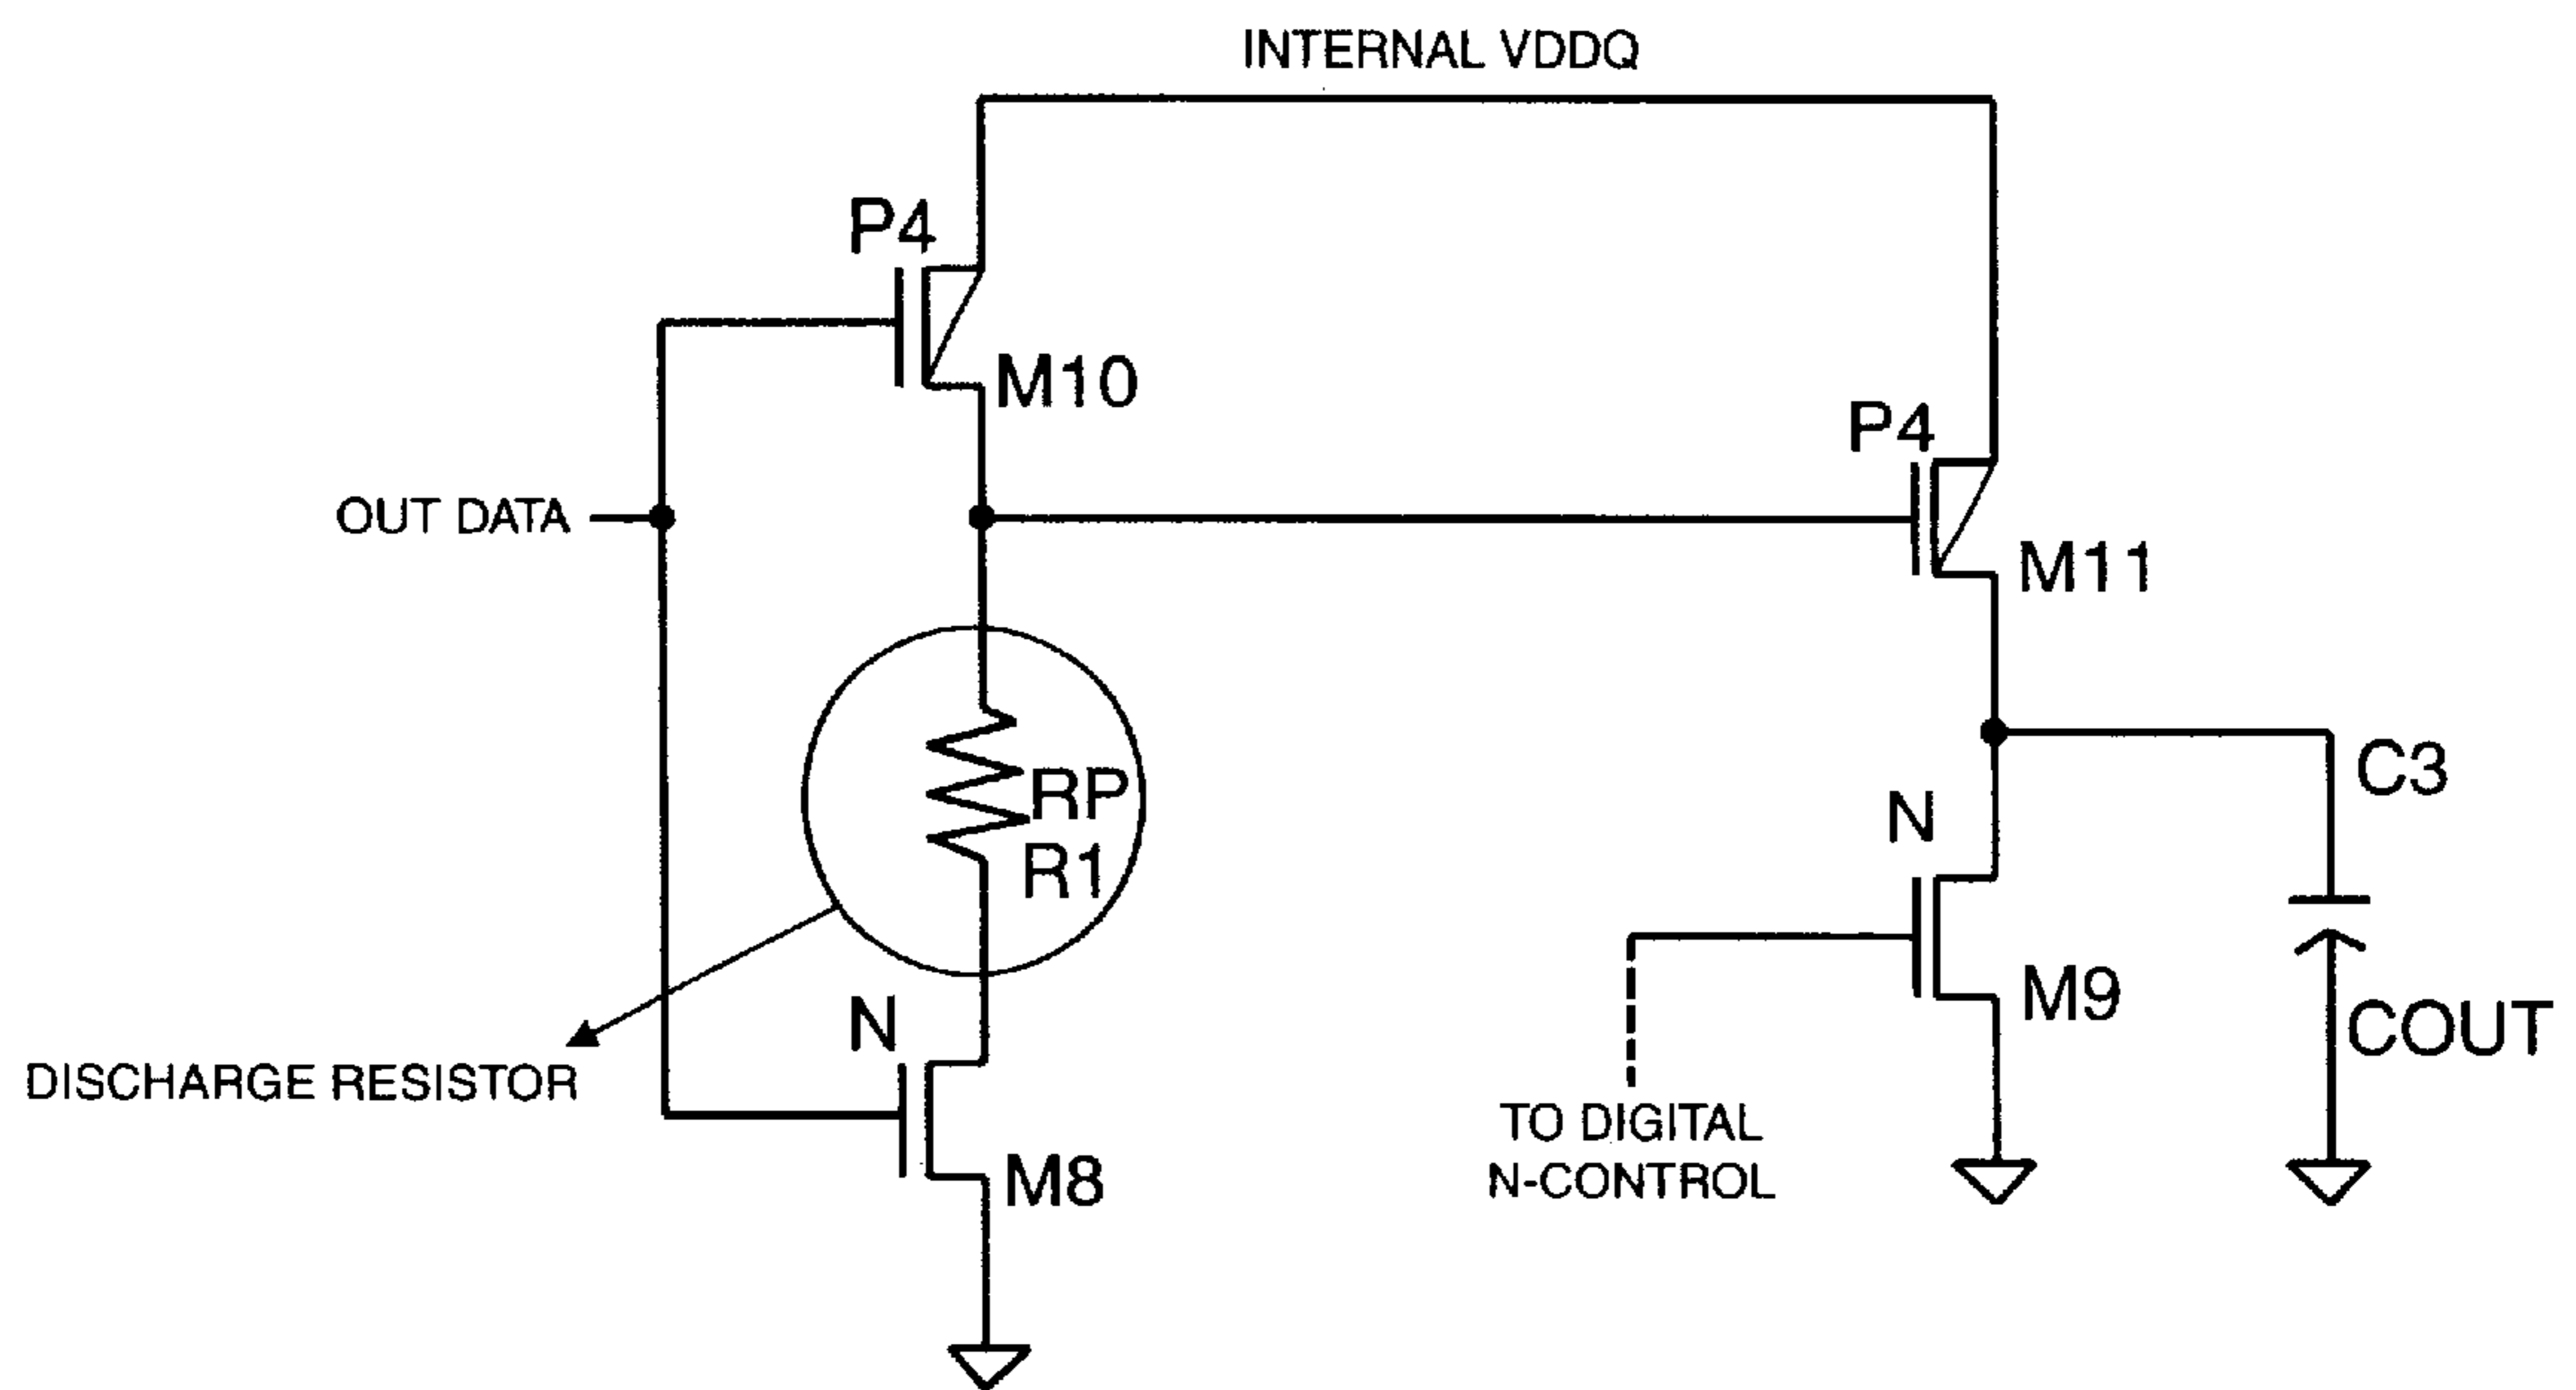 INTERNAL VDDQ
P4
M10
P4
OUT DATA
M11
RP
R1
C3
N
M9
N
COUT
DISCHARGE RESISTOR
TO DIGITAL
N-CONTROL
M8